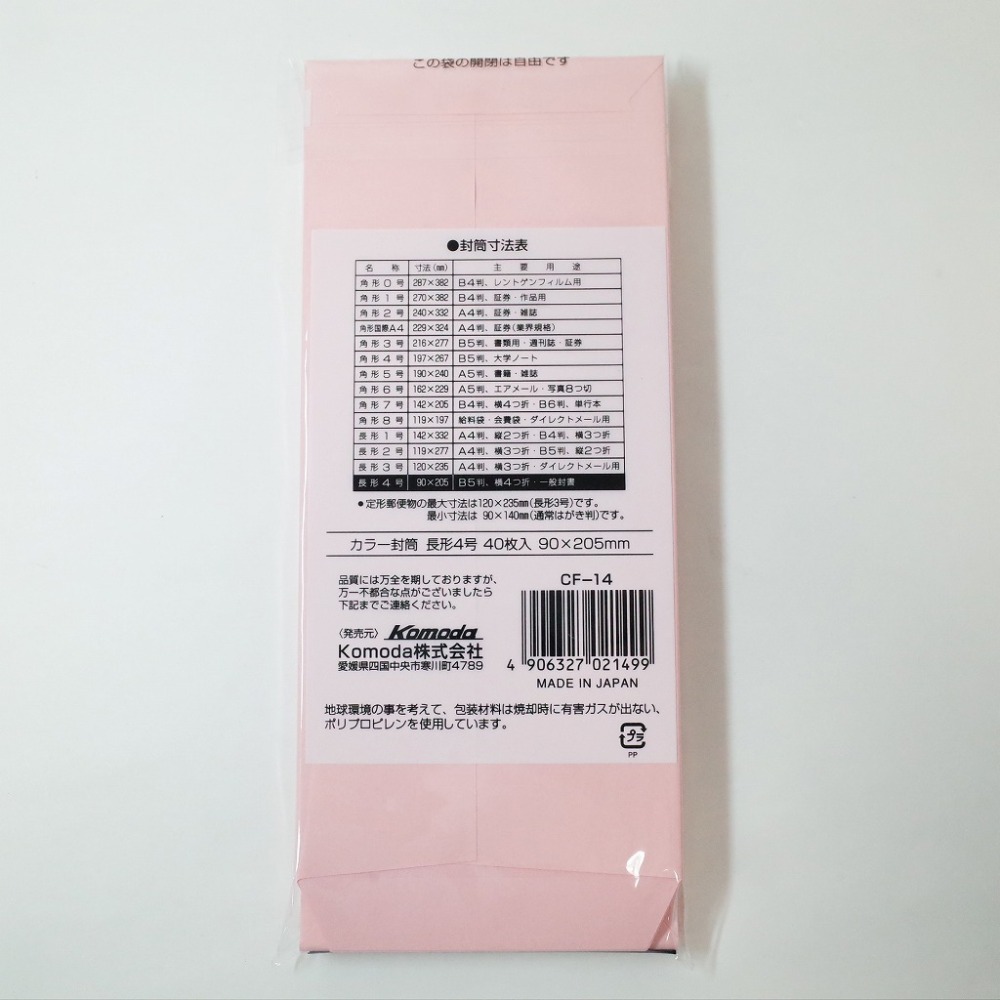 この袋の開閉は自由です
●封筒寸法表
名 称 寸法(㎜) 主 要 用 途
角形0号 287×382 B4判、レントゲンフィルム用
角形1号 270×382 B4判、証券・作品用
角形2号 240×332 A4判、証券・雑誌
角形国際A4 229×324 A4判、証券(業界規格)
角形3号 216×277 B5判、書類用・週刊誌・証券
角形4号 197×267 B5判、大学ノート
角形5号 190×240 A5判、書籍・雑誌
角形6号 162×229 A5判、エアメール・写真8つ切
角形7号 142×205 B4判、横4つ折・B6判、単行本
角形8号 119×197 給料袋・会費袋・ダイレクトメール用
長形1号 142×332 A4判、縦2つ折・B4判、横3つ折
長形2号 119×277 A4判、横3つ折・B5判、縦2つ折
長形3号 120×235 A4判、横3つ折・ダイレクトメール用
長形4号 90×205 B5判、横4つ折・一般封書
●定形郵便物の最大寸法は120×235㎜(長形3号)です。
最小寸法は 90×140㎜(通常はがき判)です。
カラー封筒 長形4号 40枚入 90×205mm
品質には万全を期しておりますが、
万一不都合な点がございましたら
下記までご連絡ください。
〈発売元〉 Komoda
Komoda株式会社
愛媛県四国中央市寒川町4789
CF-14
4 906327 021499
MADE IN JAPAN
地球環境の事を考えて、包装材料は焼却時に有害ガスが出ない、
ポリプロピレンを使用しています。
プラ
PP